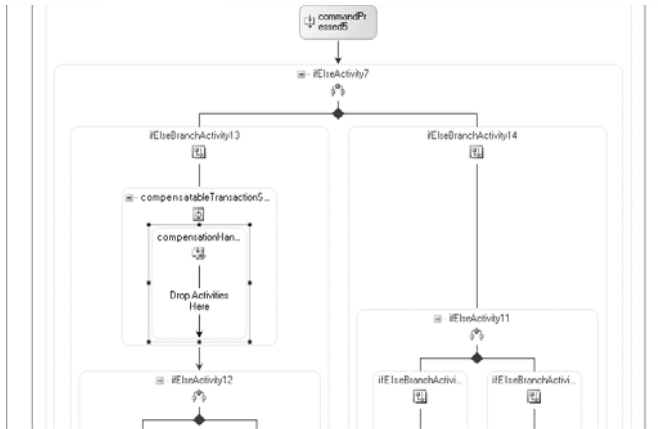 commandPr
essed5
ifElseActivity7
ifElseBranchActivity13
ifElseBranchActivity14
compensatableTransactionS...
compensationHan...
Drop Activities
Here
ifElseActivity11
ifElseActivity12
ifElseBranchActivi...
ifElseBranchActivi...